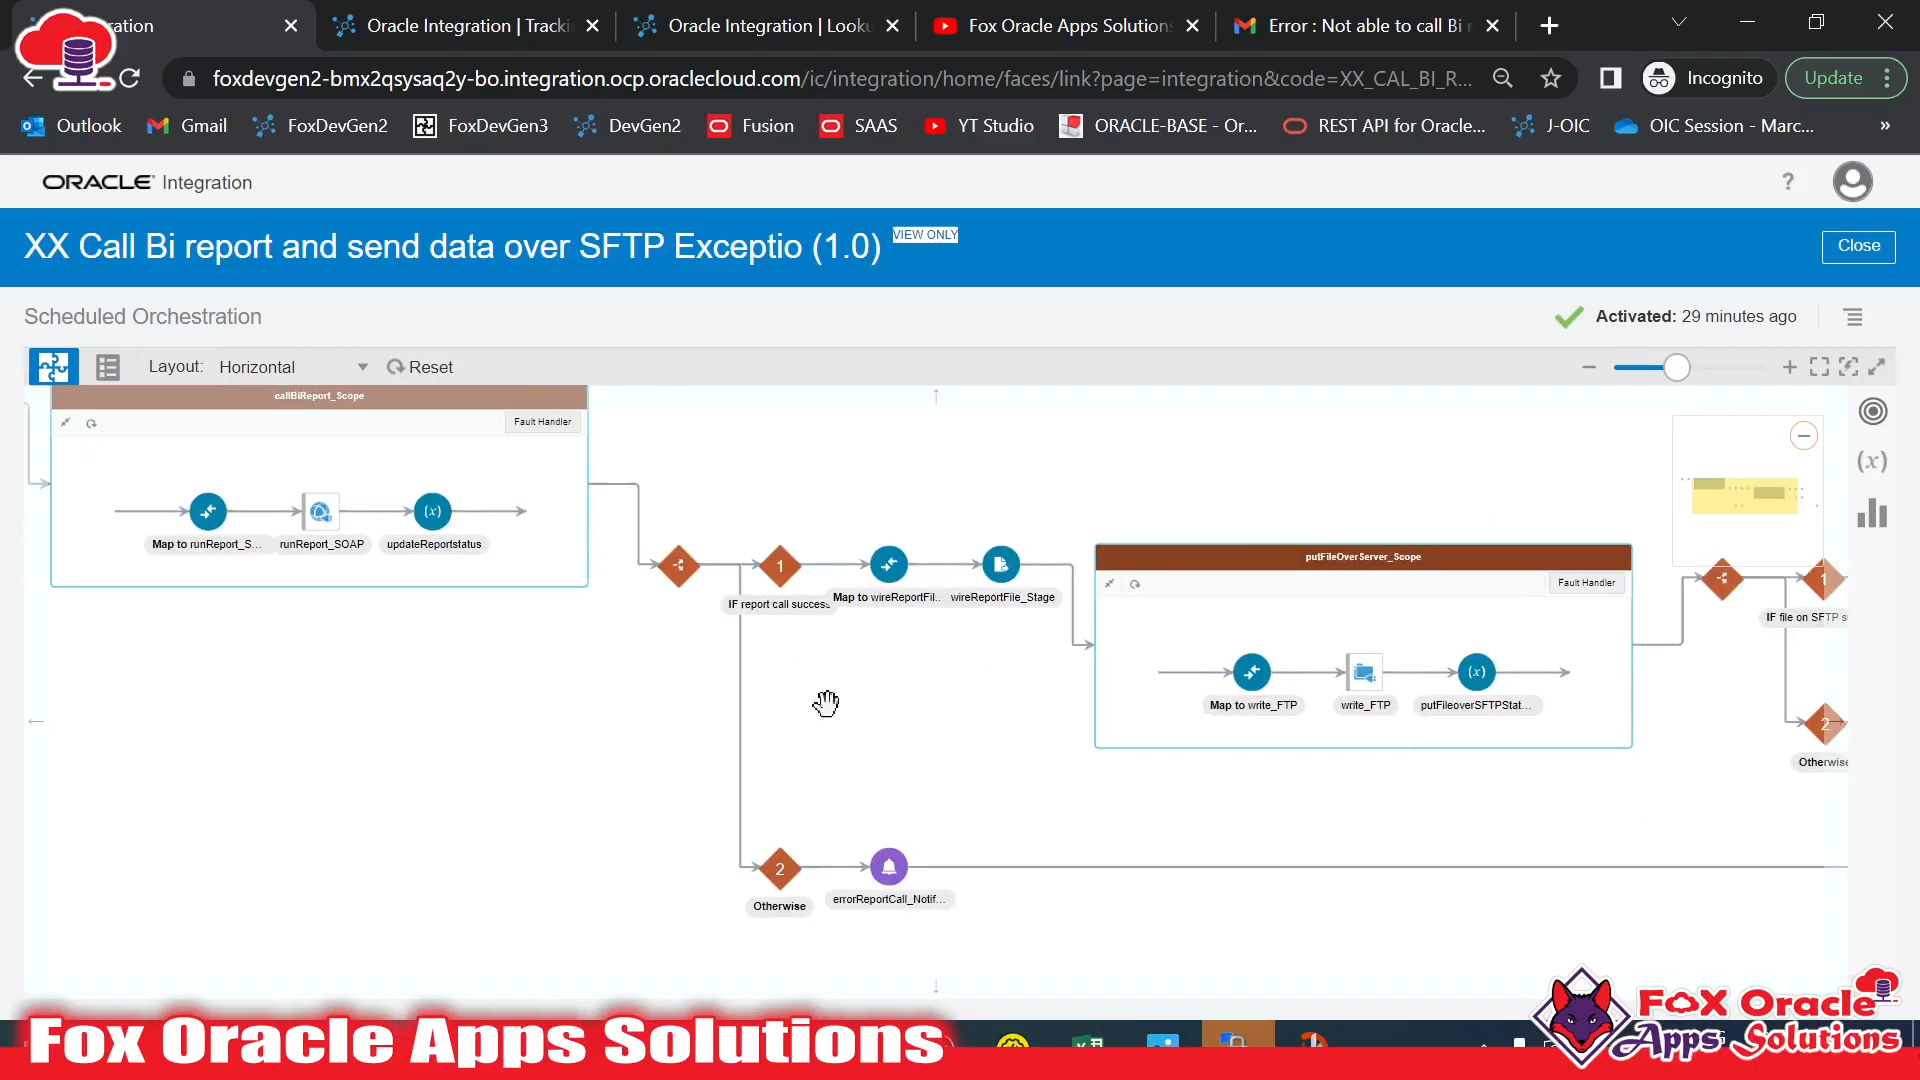 ration
Oracle Integration | Tracki
Oracle Integration | Looku
Fox Oracle Apps Solutions
Error : Not able to call Bi r
foxdevgen2-bmx2qsysaq2y-bo.integration.ocp.oraclecloud.com/ic/integration/home/faces/link?page=integration&code=XX_CAL_BI_R...
Incognito
Update
Outlook
Gmail
FoxDevGen2
FoxDevGen3
DevGen2
Fusion
SAAS
YT Studio
ORACLE-BASE - Or...
REST API for Oracle...
J-OIC
OIC Session - Marc...
»
ORACLE Integration
?
XX Call Bi report and send data over SFTP Exceptio (1.0) VIEW ONLY
Close
Scheduled Orchestration
Activated: 29 minutes ago
Layout: Horizontal
Reset
callBiReport_Scope
Fault Handler
(x)
(x)
Map to runReport_S...
runReport_SOAP
updateReportstatus
1
IF report call success
Map to wireReportFil...
wireReportFile_Stage
putFileOverServer_Scope
Fault Handler
1
IF file on SFTP s
(x)
Map to write_FTP
write_FTP
putFileoverSFTPStat...
2
Otherwise
2
Otherwise
errorReportCall_Notif...
Fox Oracle Apps Solutions
Fox Oracle
Apps Solutions